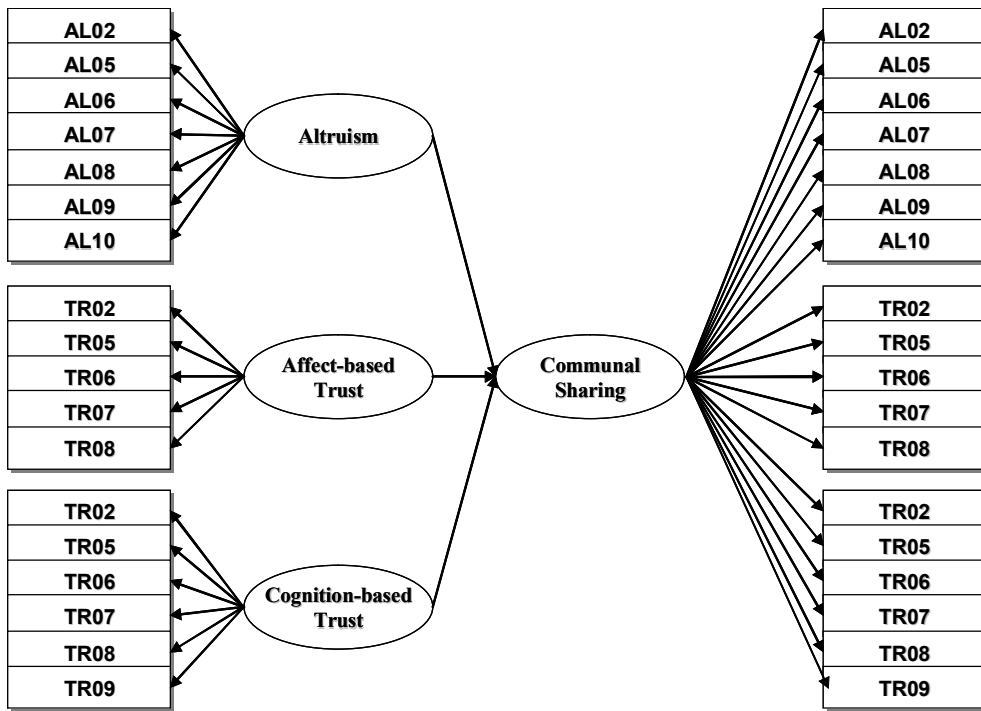 AL02
AL05
AL06
AL07
AL08
AL09
AL10
TR02
TR05
TR06
TR07
TR08
TR02
TR05
TR06
TR07
TR08
TR09
Altruism
Affect-based
Trust
Cognition-based
Trust
Communal
Sharing
AL02
AL05
AL06
AL07
AL08
AL09
AL10
TR02
TR05
TR06
TR07
TR08
TR02
TR05
TR06
TR07
TR08
TR09